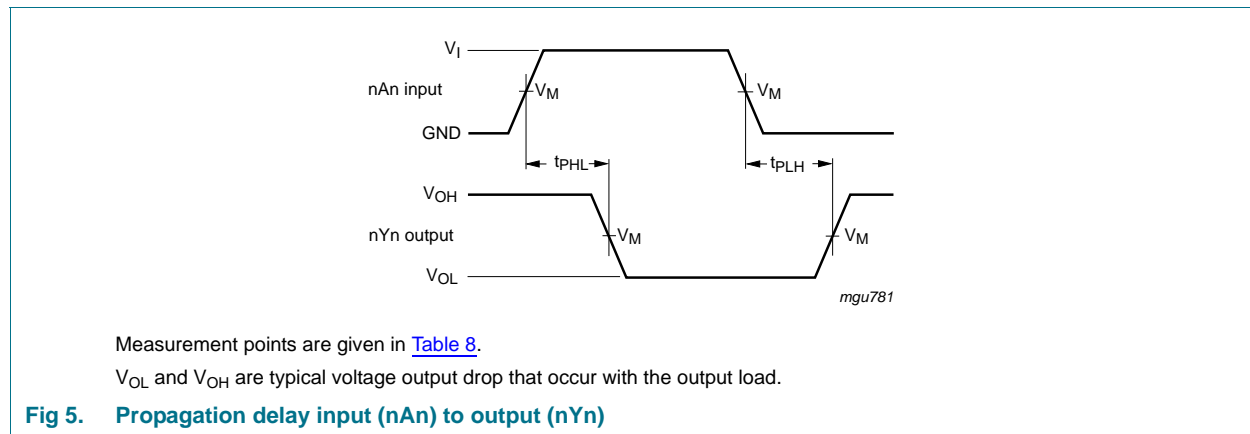 VI
nAn input
VM
VM
GND
tPHL
tPLH
VOH
nYn output
VM
VM
VOL
mgu781
Measurement points are given in Table 8.
VOL and VOH are typical voltage output drop that occur with the output load.
Fig 5. Propagation delay input (nAn) to output (nYn)